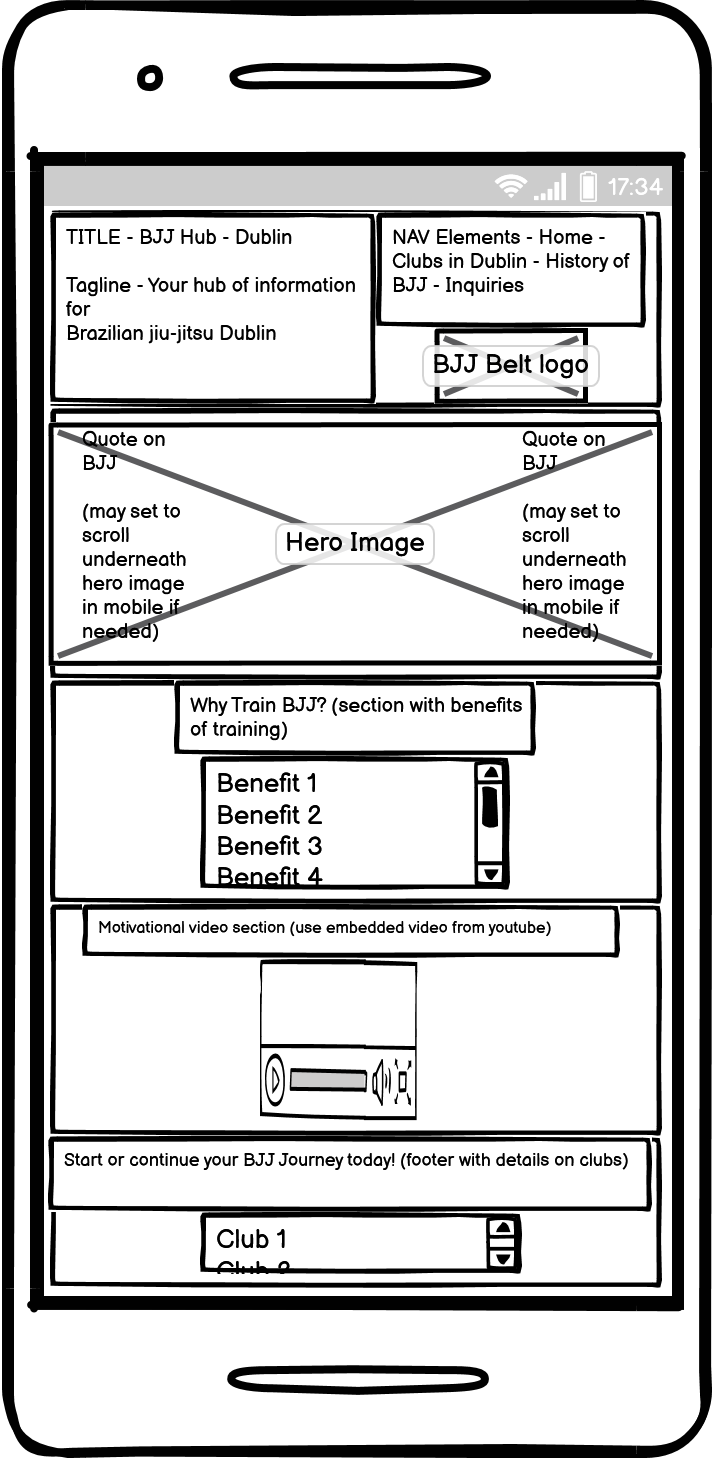 17:34
TITLE - BJJ Hub - Dublin
Tagline - Your hub of information
for
Brazilian jiu-jitsu Dublin
NAV Elements - Home -
Clubs in Dublin - History of
BJJ - Inquiries
BJJ Belt logo
Quote on
BJJ
(may set to
scroll
underneath
hero image
in mobile if
needed)
Hero Image
Quote on
BJJ
(may set to
scroll
underneath
hero image
in mobile if
needed)
Why Train BJJ? (section with benefits
of training)
Benefit 1
Benefit 2
Benefit 3
Benefit 4
Motivational video section (use embedded video from youtube)
Start or continue your BJJ Journey today! (footer with details on clubs)
Club 1
Club 2